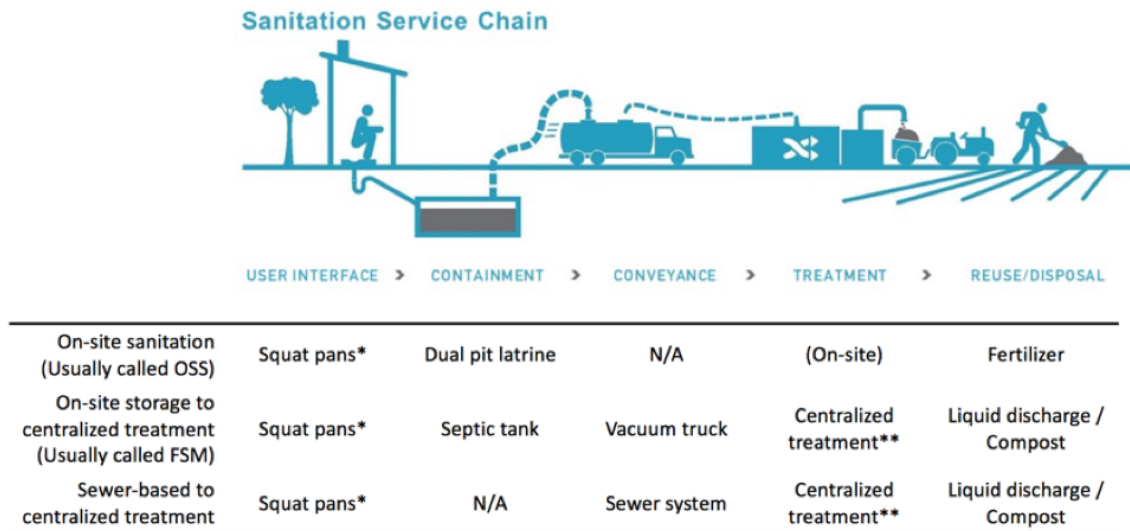 Sanitation Service Chain
USER INTERFACE > CONTAINMENT > CONVEYANCE > TREATMENT > REUSE/DISPOSAL
On-site sanitation
(Usually called OSS)
Squat pans*
Dual pit latrine
N/A
(On-site)
Fertilizer
On-site storage to
centralized treatment
(Usually called FSM)
Squat pans*
Septic tank
Vacuum truck
Centralized
treatment**
Liquid discharge /
Compost
Sewer-based to
centralized treatment
Squat pans*
N/A
Sewer system
Centralized
treatment**
Liquid discharge /
Compost